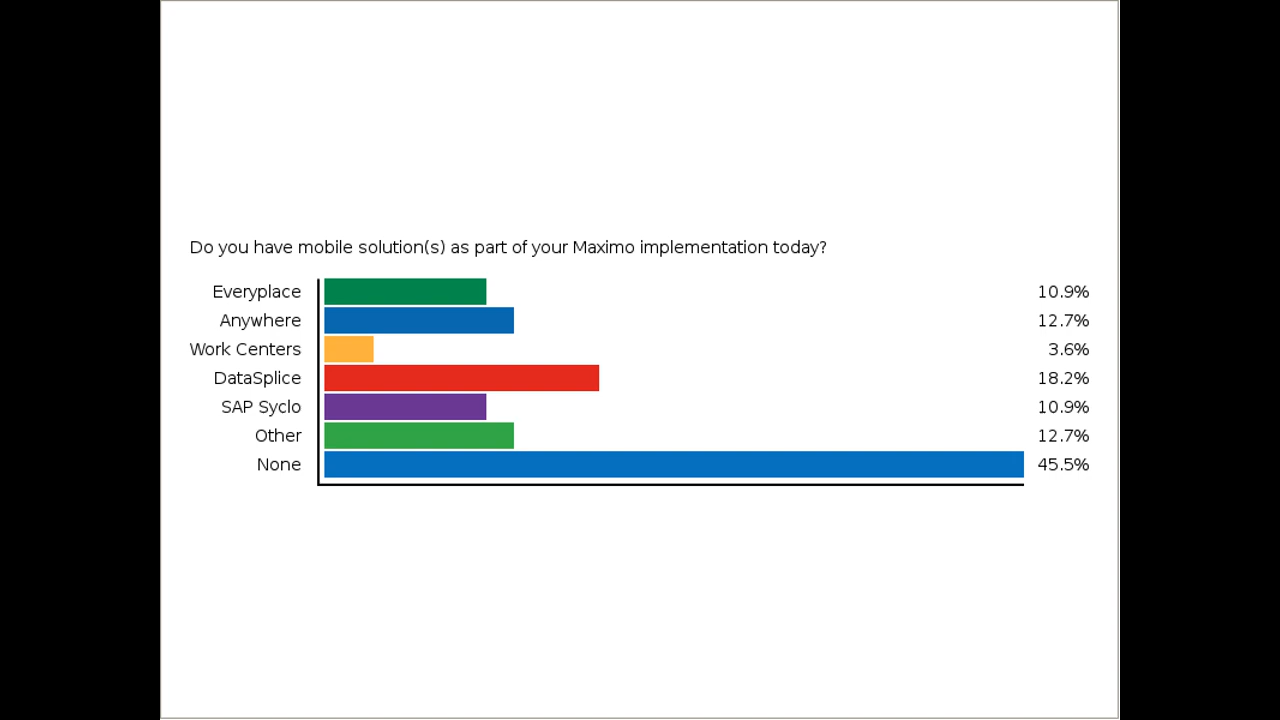 Do you have mobile solution(s) as part of your Maximo implementation today?
Everyplace 10.9%
Anywhere 12.7%
Work Centers 3.6%
DataSplice 18.2%
SAP Syclo 10.9%
Other 12.7%
None 45.5%